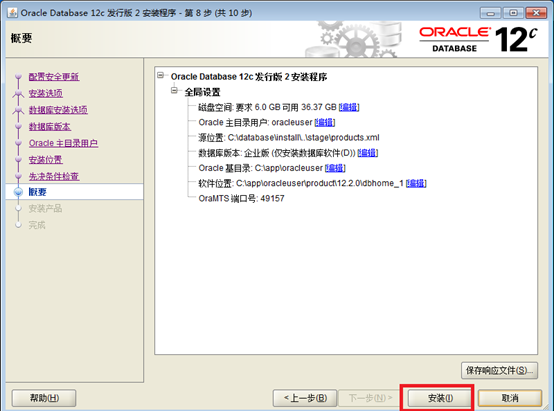 Oracle Database 12c 发行版 2 安装程序 - 第 8 步 (共 10 步)
概要
ORACLE
DATABASE
12c
配置安全更新
安装选项
数据库安装选项
数据库版本
Oracle 主目录用户
安装位置
先决条件检查
概要
安装产品
完成
Oracle Database 12c 发行版 2 安装程序
全局设置
磁盘空间: 要求 6.0 GB 可用 36.37 GB [编辑]
Oracle 主目录用户: oracleuser [编辑]
源位置: C:\database\install\..\stage\products.xml
数据库版本: 企业版 (仅安装数据库软件(D)) [编辑]
Oracle 基目录: C:\app\oracleuser [编辑]
软件位置: C:\app\oracleuser\product\12.2.0\dbhome_1 [编辑]
OraMTS 端口号: 49157
保存响应文件(S)...
帮助(H)
< 上一步(B)
下一步(N) >
安装(I)
取消